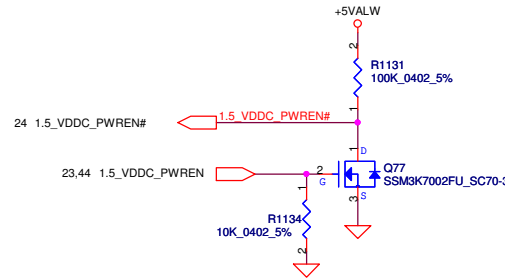 +5VALW
2
R1131
100K_0402_5%
1
24 1.5_VDDC_PWREN#
1.5_VDDC_PWREN#
1
D
23,44 1.5_VDDC_PWREN
2
G
Q77
SSM3K7002FU_SC70-3
S
3
1
R1134
10K_0402_5%
2